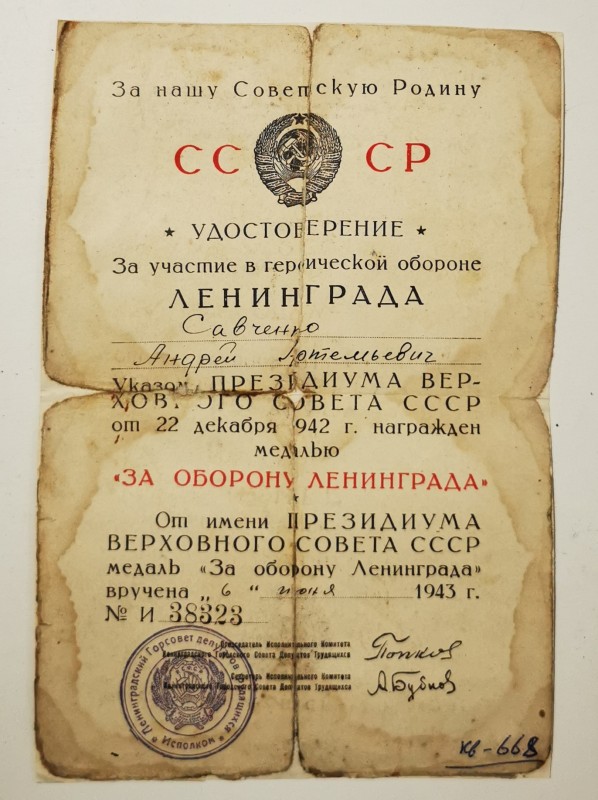 За нашу Советскую Родину
СССР
★ УДОСТОВЕРЕНИЕ ★
За участие в героической обороне
ЛЕНИНГРАДА
Савченко
Андрей Артемьевич
Указом ПРЕЗИДИУМА ВЕР-
ХОВНОГО СОВЕТА СССР
от 22 декабря 1942 г. награжден
медалью
«ЗА ОБОРОНУ ЛЕНИНГРАДА»
От имени ПРЕЗИДИУМА
ВЕРХОВНОГО СОВЕТА СССР
медаль «За оборону Ленинграда»
вручена „6“ июня 1943 г.
№ И 38323
Председатель Исполнительного Комитета
Ленинградского Городского Совета Депутатов Трудящихся
Попков
Секретарь Исполнительного Комитета
Ленинградского Городского Совета Депутатов Трудящихся
АБубнов
Ленинградский Горсовет депутатов трудящихся
★ Исполком ★
кв-668